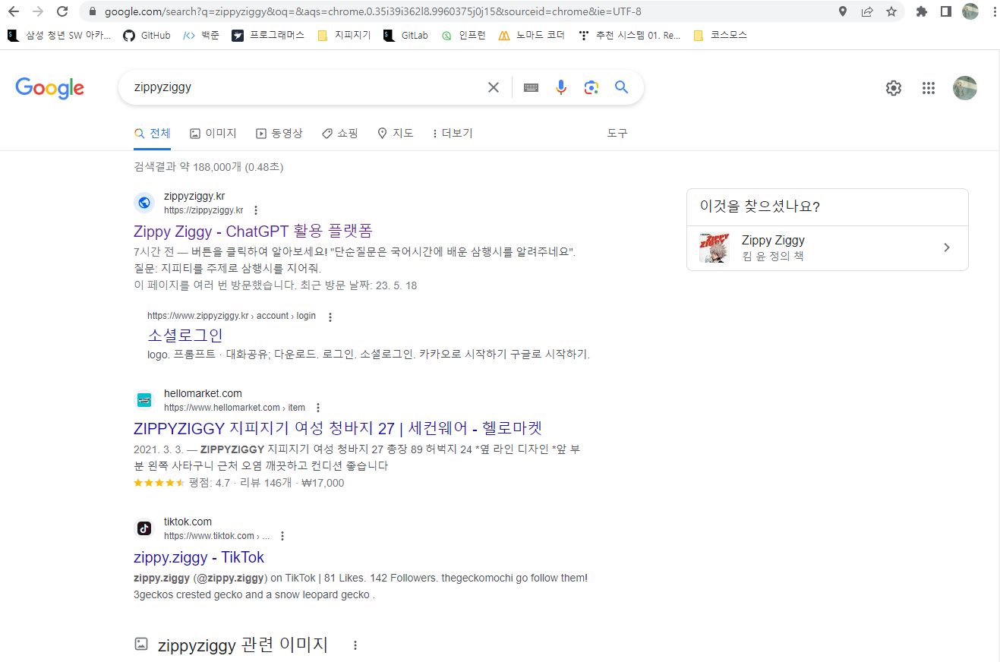 google.com/search?q=zippyziggy&oq=&aqs=chrome.0.35i39i362l8.9960375j0j15&sourceid=chrome&ie=UTF-8
삼성 청년 SW 아카... GitHub 백준 프로그래머스 지피지기 GitLab 인프런 노마드 코더 추천 시스템 01. Re... 코스모스
Google
zippyziggy
전체 이미지 동영상 쇼핑 지도 더보기 도구
검색결과 약 188,000개 (0.48초)
zippyziggy.kr
https://zippyziggy.kr
Zippy Ziggy - ChatGPT 활용 플랫폼
7시간 전 — 버튼을 클릭하여 알아보세요! "단순질문은 국어시간에 배운 삼행시를 알려주네요".
질문: 지피티를 주제로 삼행시를 지어줘.
이 페이지를 여러 번 방문했습니다. 최근 방문 날짜: 23. 5. 18
https://www.zippyziggy.kr › account › login
소셜로그인
logo. 프롬프트 · 대화공유; 다운로드. 로그인. 소셜로그인. 카카오로 시작하기 구글로 시작하기.
hellomarket.com
https://www.hellomarket.com › item
ZIPPYZIGGY 지피지기 여성 청바지 27 | 세컨웨어 - 헬로마켓
2021. 3. 3. — ZIPPYZIGGY 지피지기 여성 청바지 27 총장 89 허벅지 24 *옆 라인 디자인 *앞 부
분 왼쪽 사타구니 근처 오염 깨끗하고 컨디션 좋습니다
평점: 4.7 · 리뷰 146개 · ₩17,000
tiktok.com
https://www.tiktok.com › ...
zippy.ziggy - TikTok
zippy.ziggy (@zippy.ziggy) on TikTok | 81 Likes. 142 Followers. thegeckomochi go follow them!
3geckos crested gecko and a snow leopard gecko .
zippyziggy 관련 이미지
이것을 찾으셨나요?
ZIPPY
ZIGGY
Zippy Ziggy
킴 윤 정의 책